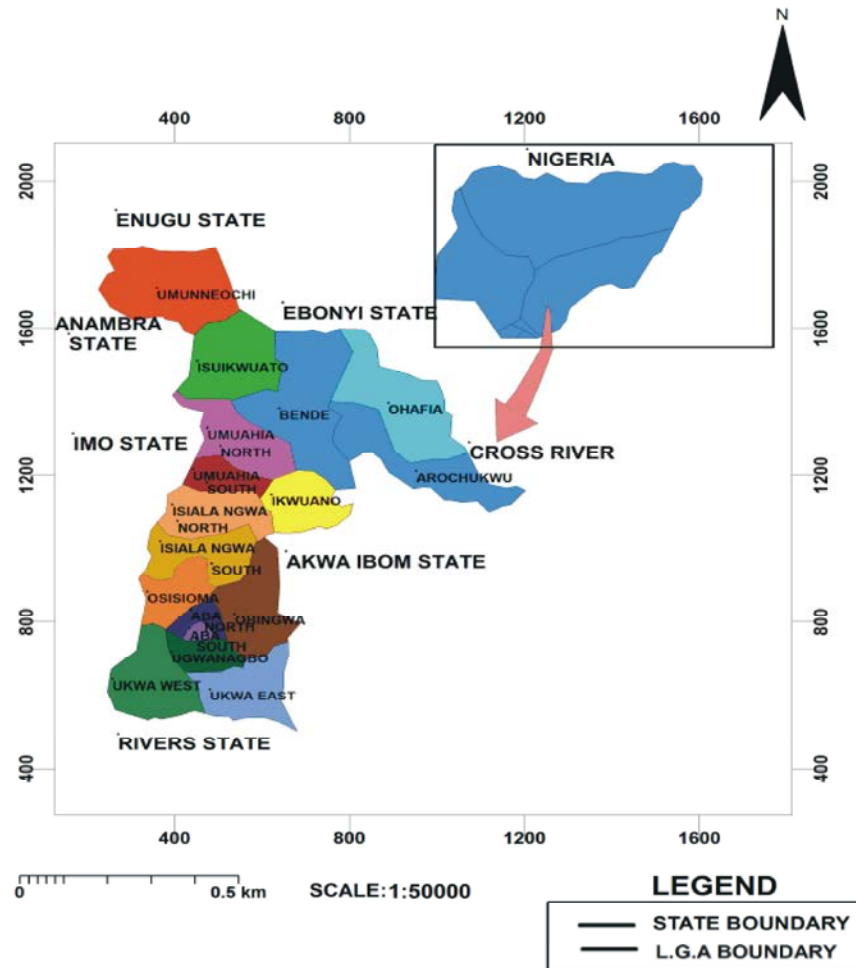 N
400 800 1200 1600
NIGERIA
2000 2000
ENUGU STATE
UMUNNEOCHI
EBONYI STATE
ANAMBRA
STATE
1600 1600
ISUIKWUATO
BENDE
OHAFIA
UMUAHIA
NORTH
IMO STATE
CROSS RIVER
1200 1200
UMUAHIA
SOUTH
AROCHUKWU
IKWUANO
ISIALA NGWA
NORTH
ISIALA NGWA
SOUTH
AKWA IBOM STATE
OSISIOMA
ABA
NORTH
OBINGWA
800 800
ABA
SOUTH
UGWANAGBO
UKWA WEST
UKWA EAST
RIVERS STATE
400 400
400 800 1200 1600
0 0.5 km
SCALE:1:50000
LEGEND
STATE BOUNDARY
L.G.A BOUNDARY